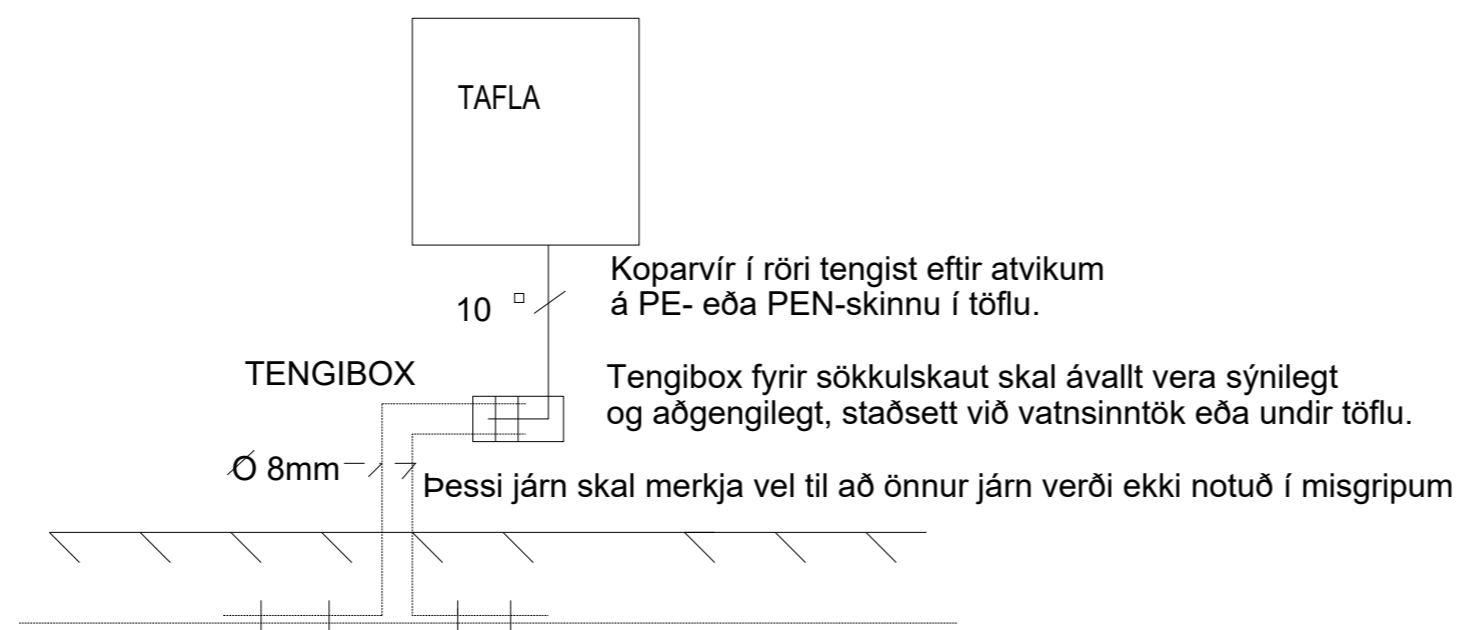 TAFLA
Koparvír í röri tengist eftir atvikum
á PE- eða PEN-skinnu í töflu.
10 □
TENGIBOX
Tengibox fyrir sökkulskaut skal ávallt vera sýnilegt
og aðgengilegt, staðsett við vatnsinntök eða undir töflu.
Ø 8mm
Þessi járn skal merkja vel til að önnur járn verði ekki notuð í misgripum